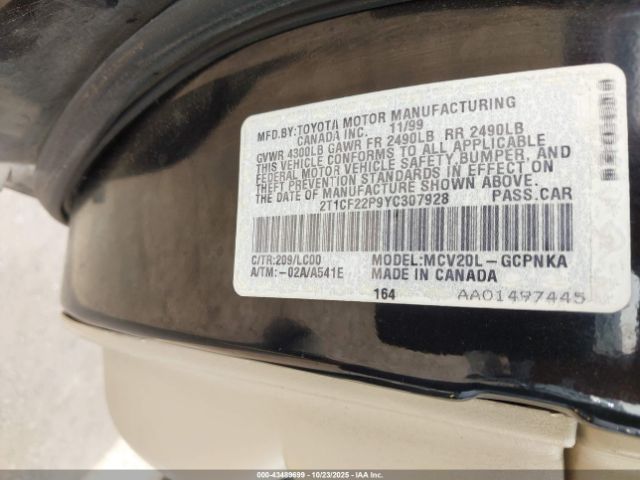 MFD.BY:TOYOTA MOTOR MANUFACTURING
CANADA INC. 11/99
GVWR 4300LB GAWR FR 2490LB RR 2490LB
THIS VEHICLE CONFORMS TO ALL APPLICABLE
FEDERAL MOTOR VEHICLE SAFETY,BUMPER, AND
THEFT PREVENTION STANDARDS IN EFFECT ON
THE DATE OF MANUFACTURE SHOWN ABOVE.
2T1CF22P9YC307928 PASS.CAR
C/TR:209/LC00 MODEL:MCV20L-GCPNKA
A/TM:-02A/A541E MADE IN CANADA
164 AA01497445
000-43489699 - 10/23/2025 - IAA, Inc.